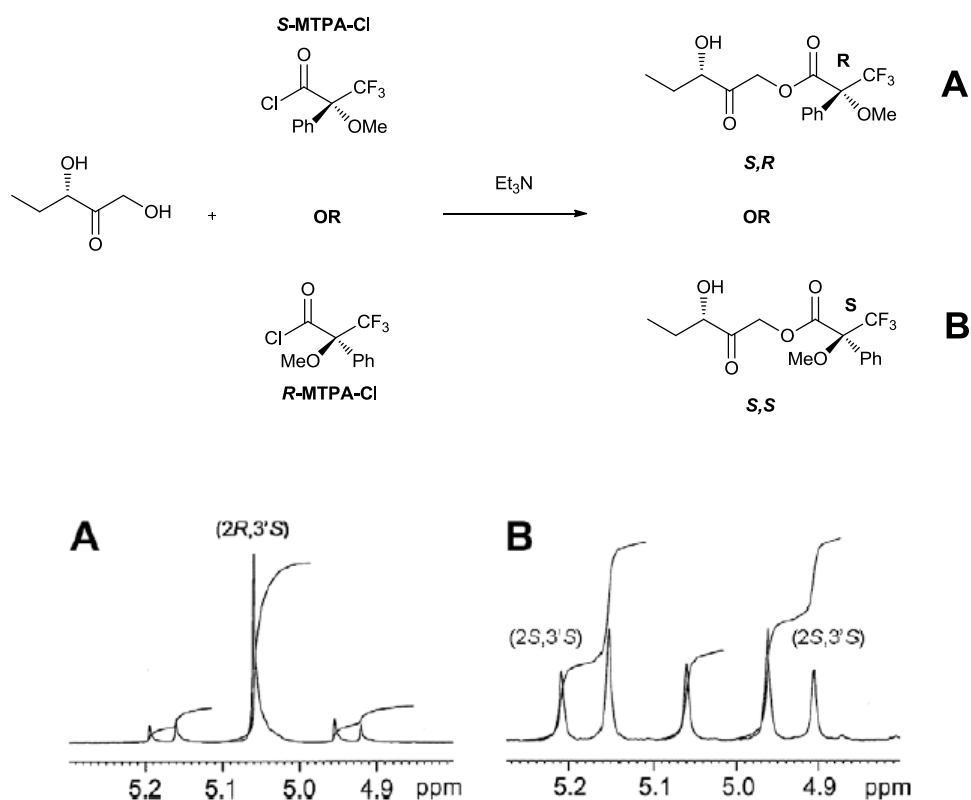 S-MTPA-Cl
O
Cl
CF3
Ph
OMe
OH
OH
O
+
OR
Et3N
O
Cl
CF3
MeO
Ph
R-MTPA-Cl
OH
O
R
O
CF3
O
Ph
OMe
A
S,R
OR
OH
O
S
O
CF3
O
MeO
Ph
B
S,S
A
(2R,3'S)
5.2 5.1 5.0 4.9 ppm
B
(2S,3'S)
(2S,3'S)
5.2 5.1 5.0 4.9 ppm